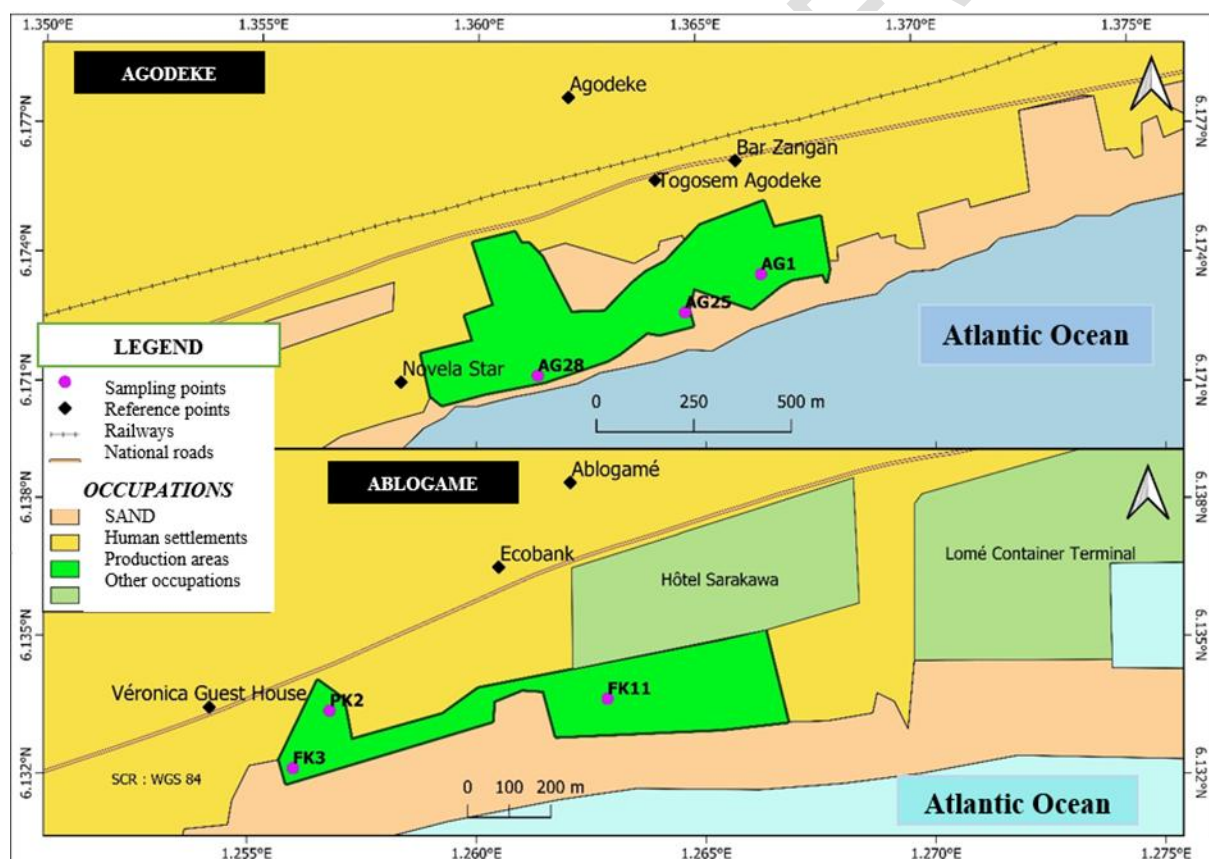 1.350°E 1.355°E 1.360°E 1.365°E 1.370°E 1.375°E
AGODEKE
Agodeke
6.177°N 6.177°N
Bar Zangan
Togosem Agodeke
6.174°N 6.174°N
AG1
AG25
Atlantic Ocean
LEGEND
Novela Star
AG28
6.171°N 6.171°N
Sampling points
Reference points
Railways
National roads
0 250 500 m
OCCUPATIONS
SAND
Human settlements
Production areas
Other occupations
ABLOGAME
Ablogamé
6.138°N 6.138°N
Ecobank
Hôtel Sarakawa
Lomé Container Terminal
6.135°N 6.135°N
Véronica Guest House
PK2
FK11
FK3
6.132°N 6.132°N
SCR : WGS 84
0 100 200 m
Atlantic Ocean
1.255°E 1.260°E 1.265°E 1.270°E 1.275°E